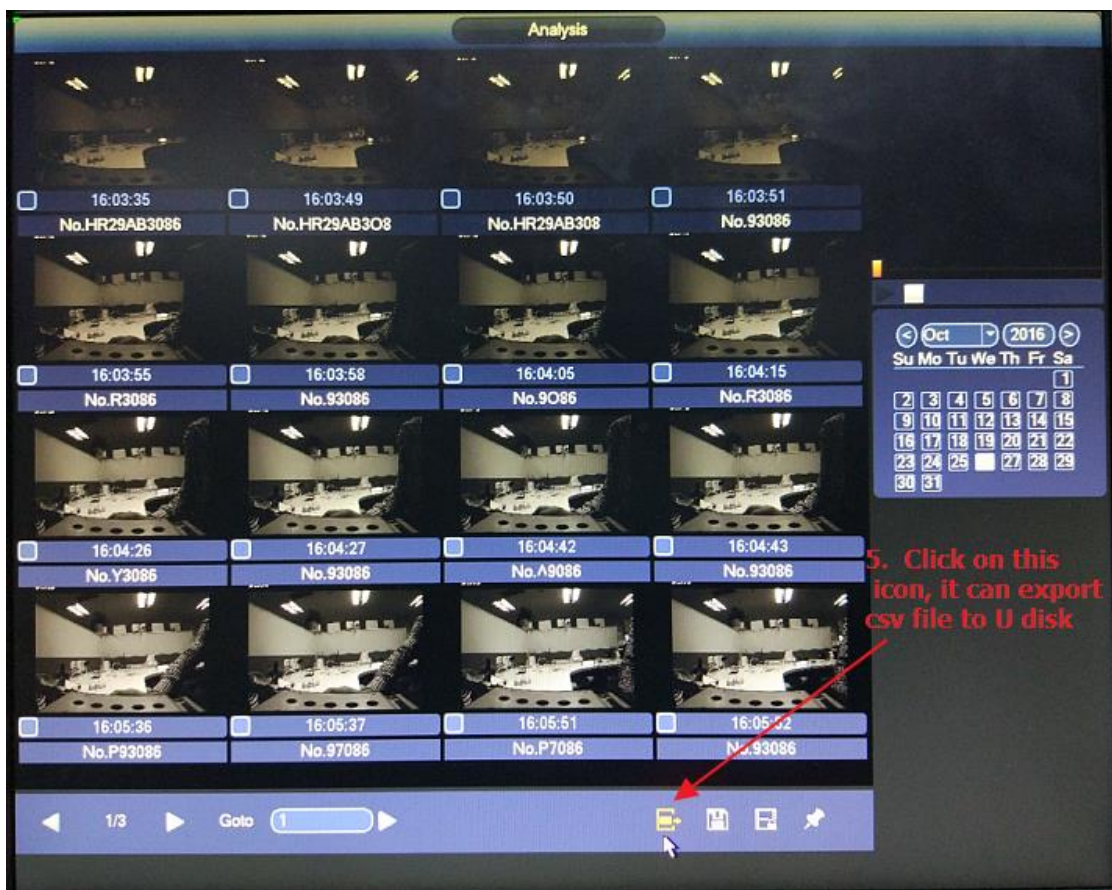 Analysis
16:03:35 16:03:49 16:03:50 16:03:51
No.HR29AB3086 No.HR29AB3O8 No.HR29AB308 No.93086
16:03:55 16:03:58 16:04:05 16:04:15
No.R3086 No.93086 No.9O86 No.R3086
16:04:26 16:04:27 16:04:42 16:04:43
No.Y3086 No.93086 No.Λ9086 No.93086
16:05:36 16:05:37 16:05:51 16:05:52
No.P93086 No.97086 No.P7086 No.93086
1/3 Goto 1
Oct 2016
Su Mo Tu We Th Fr Sa
1
2 3 4 5 6 7 8
9 10 11 12 13 14 15
16 17 18 19 20 21 22
23 24 25 27 28 29
30 31
5. Click on this
icon, it can export
csv file to U disk